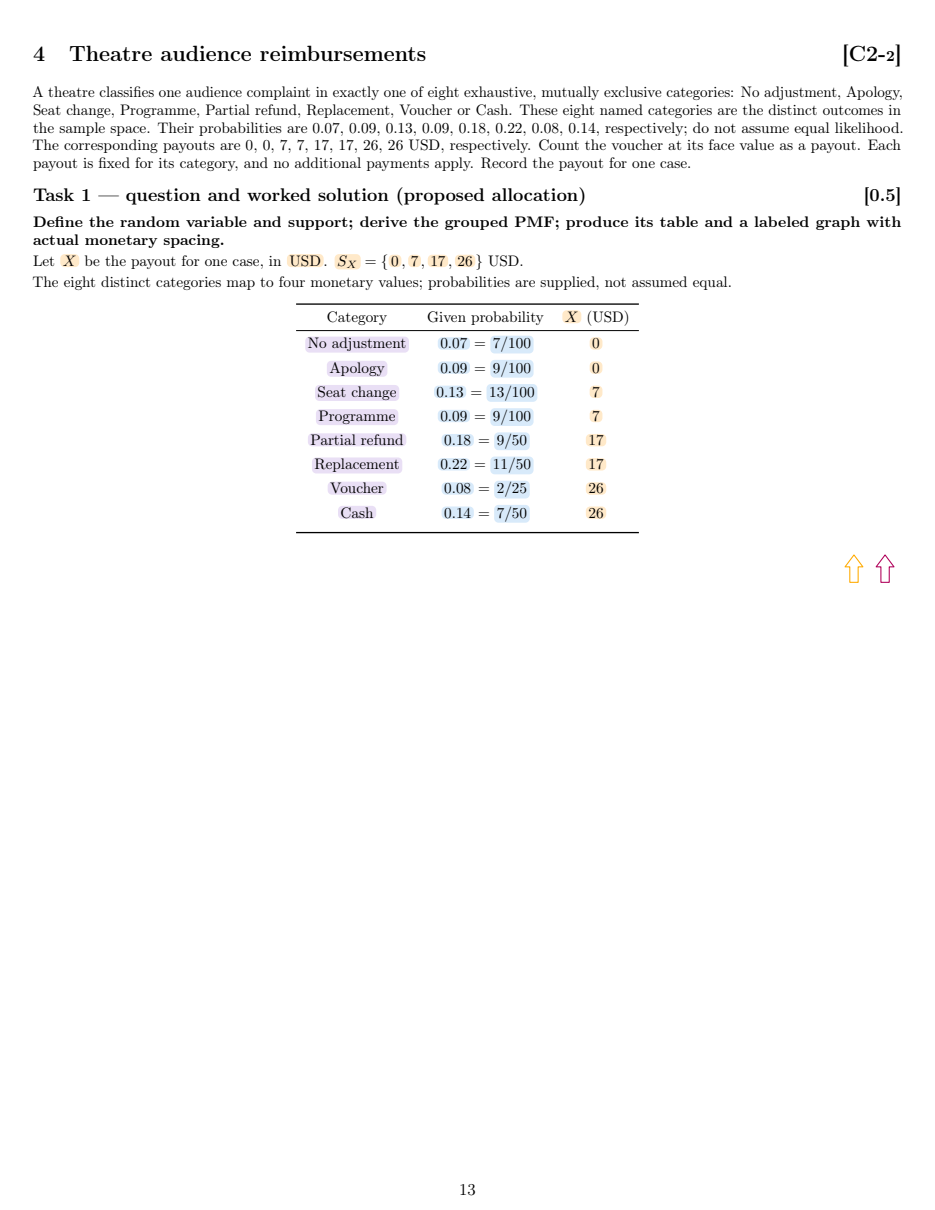 4 Theatre audience reimbursements [C2-2]
A theatre classifies one audience complaint in exactly one of eight exhaustive, mutually exclusive categories: No adjustment, Apology,
Seat change, Programme, Partial refund, Replacement, Voucher or Cash. These eight named categories are the distinct outcomes in
the sample space. Their probabilities are 0.07, 0.09, 0.13, 0.09, 0.18, 0.22, 0.08, 0.14, respectively; do not assume equal likelihood.
The corresponding payouts are 0, 0, 7, 7, 17, 17, 26, 26 USD, respectively. Count the voucher at its face value as a payout. Each
payout is fixed for its category, and no additional payments apply. Record the payout for one case.
Task 1 — question and worked solution (proposed allocation) [0.5]
Define the random variable and support; derive the grouped PMF; produce its table and a labeled graph with
actual monetary spacing.
Let X be the payout for one case, in USD. S_X = {0, 7, 17, 26} USD.
The eight distinct categories map to four monetary values; probabilities are supplied, not assumed equal.
Category Given probability X (USD)
No adjustment 0.07 = 7/100 0
Apology 0.09 = 9/100 0
Seat change 0.13 = 13/100 7
Programme 0.09 = 9/100 7
Partial refund 0.18 = 9/50 17
Replacement 0.22 = 11/50 17
Voucher 0.08 = 2/25 26
Cash 0.14 = 7/50 26
13